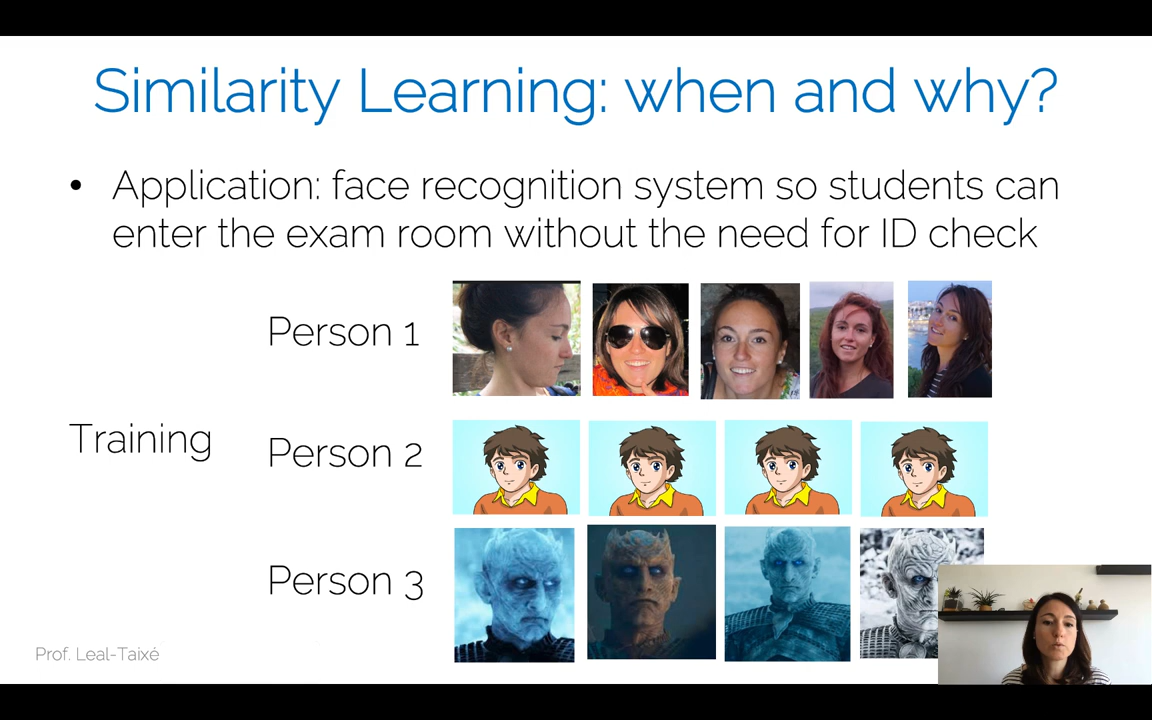 Similarity Learning: when and why?
• Application: face recognition system so students can
enter the exam room without the need for ID check
Person 1
Training
Person 2
Person 3
Prof. Leal-Taixé